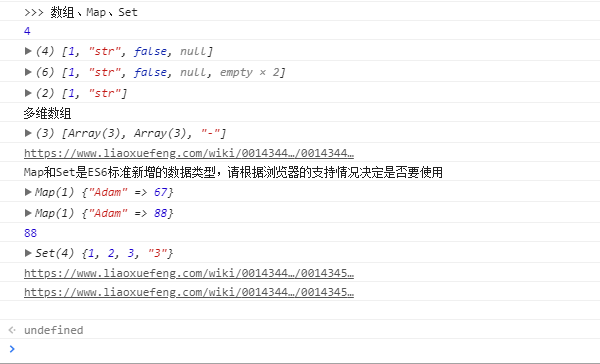 >>> 数组、Map、Set
4
▶ (4) [1, "str", false, null]
▶ (6) [1, "str", false, null, empty × 2]
▶ (2) [1, "str"]
多维数组
▶ (3) [Array(3), Array(3), "-"]
https://www.liaoxuefeng.com/wiki/0014344…/0014344…
Map和Set是ES6标准新增的数据类型，请根据浏览器的支持情况决定是否要使用
▶ Map(1) {"Adam" => 67}
▶ Map(1) {"Adam" => 88}
88
▶ Set(4) {1, 2, 3, "3"}
https://www.liaoxuefeng.com/wiki/0014344…/0014345…
https://www.liaoxuefeng.com/wiki/0014344…/0014345…
undefined